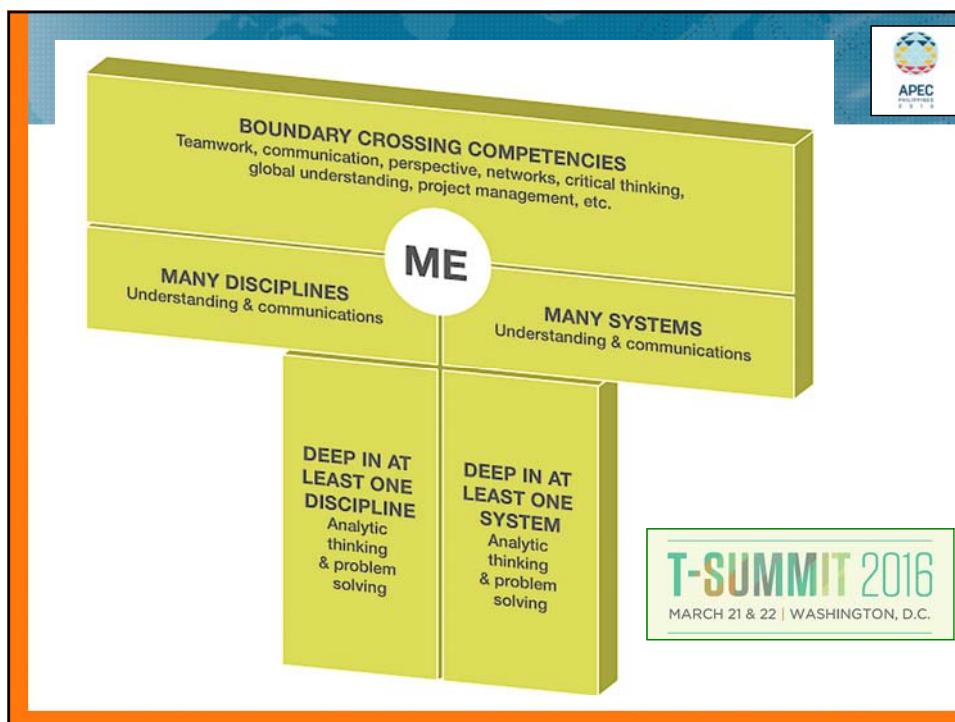 APEC
PHILIPPINES
2015
BOUNDARY CROSSING COMPETENCIES
Teamwork, communication, perspective, networks, critical thinking,
global understanding, project management, etc.
ME
MANY DISCIPLINES
Understanding & communications
MANY SYSTEMS
Understanding & communications
DEEP IN AT
LEAST ONE
DISCIPLINE
Analytic
thinking
& problem
solving
DEEP IN AT
LEAST ONE
SYSTEM
Analytic
thinking
& problem
solving
T-SUMMIT 2016
MARCH 21 & 22 | WASHINGTON, D.C.